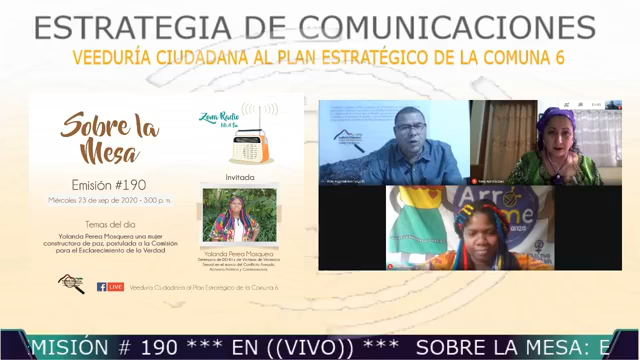 ESTRATEGIA DE COMUNICACIONES
VEEDURÍA CIUDADANA AL PLAN ESTRATÉGICO DE LA COMUNA 6
Sobre la
Mesa
Zona Radio
Emisión #190
Miércoles 23 de sep de 2020 - 3:00 p. m.
Temas del día
Yolanda Perea Mosquera una mujer
constructora de paz, postulada a la Comisión
para el Esclarecimiento de la Verdad
Invitada
Yolanda Perea Mosquera
LIVE
Veeduría Ciudadana al Plan Estratégico de la Comuna 6
EMISIÓN # 190 *** EN ((VIVO)) *** SOBRE LA MESA: E